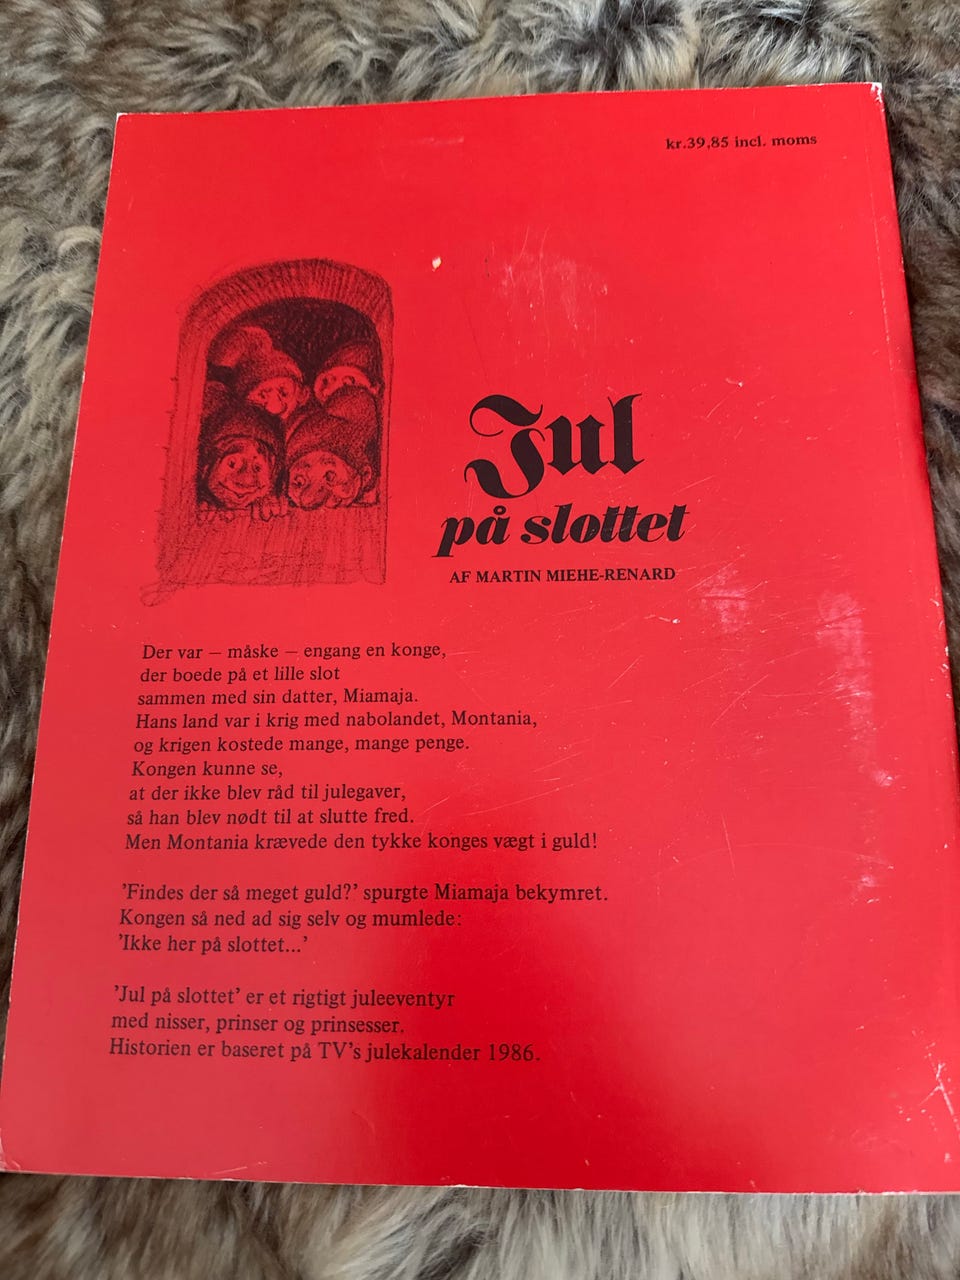 kr.39,85 incl. moms
Jul
på slottet
AF MARTIN MIEHE-RENARD
Der var – måske – engang en konge,
der boede på et lille slot
sammen med sin datter, Miamaja.
Hans land var i krig med nabolandet, Montania,
og krigen kostede mange, mange penge.
Kongen kunne se,
at der ikke blev råd til julegaver,
så han blev nødt til at slutte fred.
Men Montania krævede den tykke konges vægt i guld!
'Findes der så meget guld?' spurgte Miamaja bekymret.
Kongen så ned ad sig selv og mumlede:
'Ikke her på slottet...'
'Jul på slottet' er et rigtigt juleeventyr
med nisser, prinser og prinsesser.
Historien er baseret på TV's julekalender 1986.